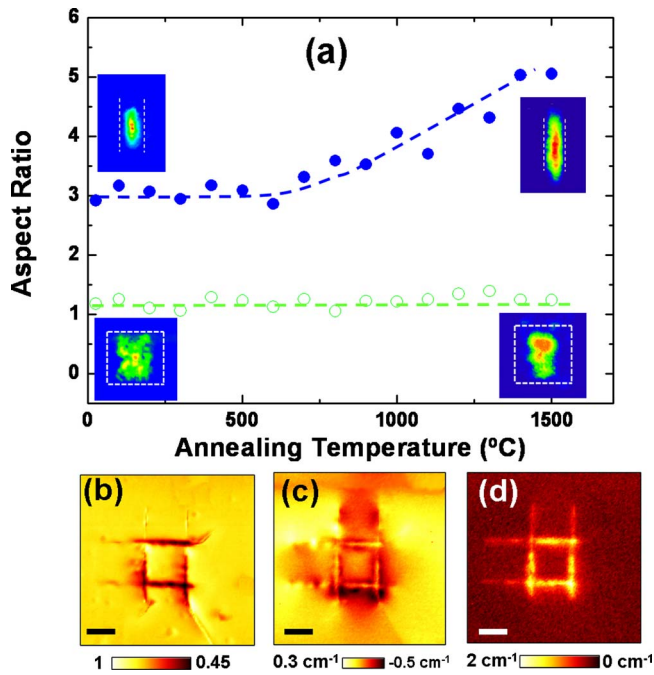 6
(a)
5
4
3
2
1
0
Aspect Ratio
0 500 1000 1500
Annealing Temperature (ºC)
(b) (c) (d)
1 0.45 0.3 cm⁻¹ -0.5 cm⁻¹ 2 cm⁻¹ 0 cm⁻¹